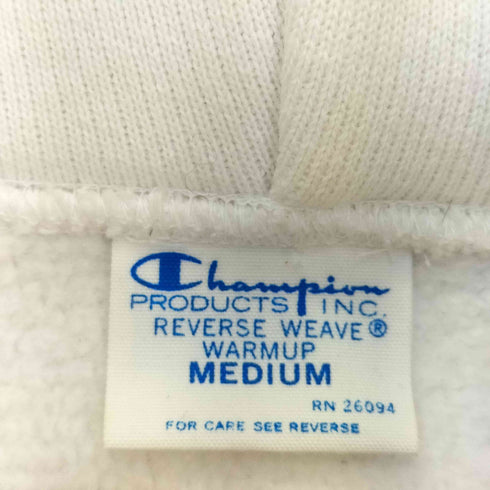 Champion
PRODUCTS INC.
REVERSE WEAVE®
WARMUP
MEDIUM
RN 26094
FOR CARE SEE REVERSE